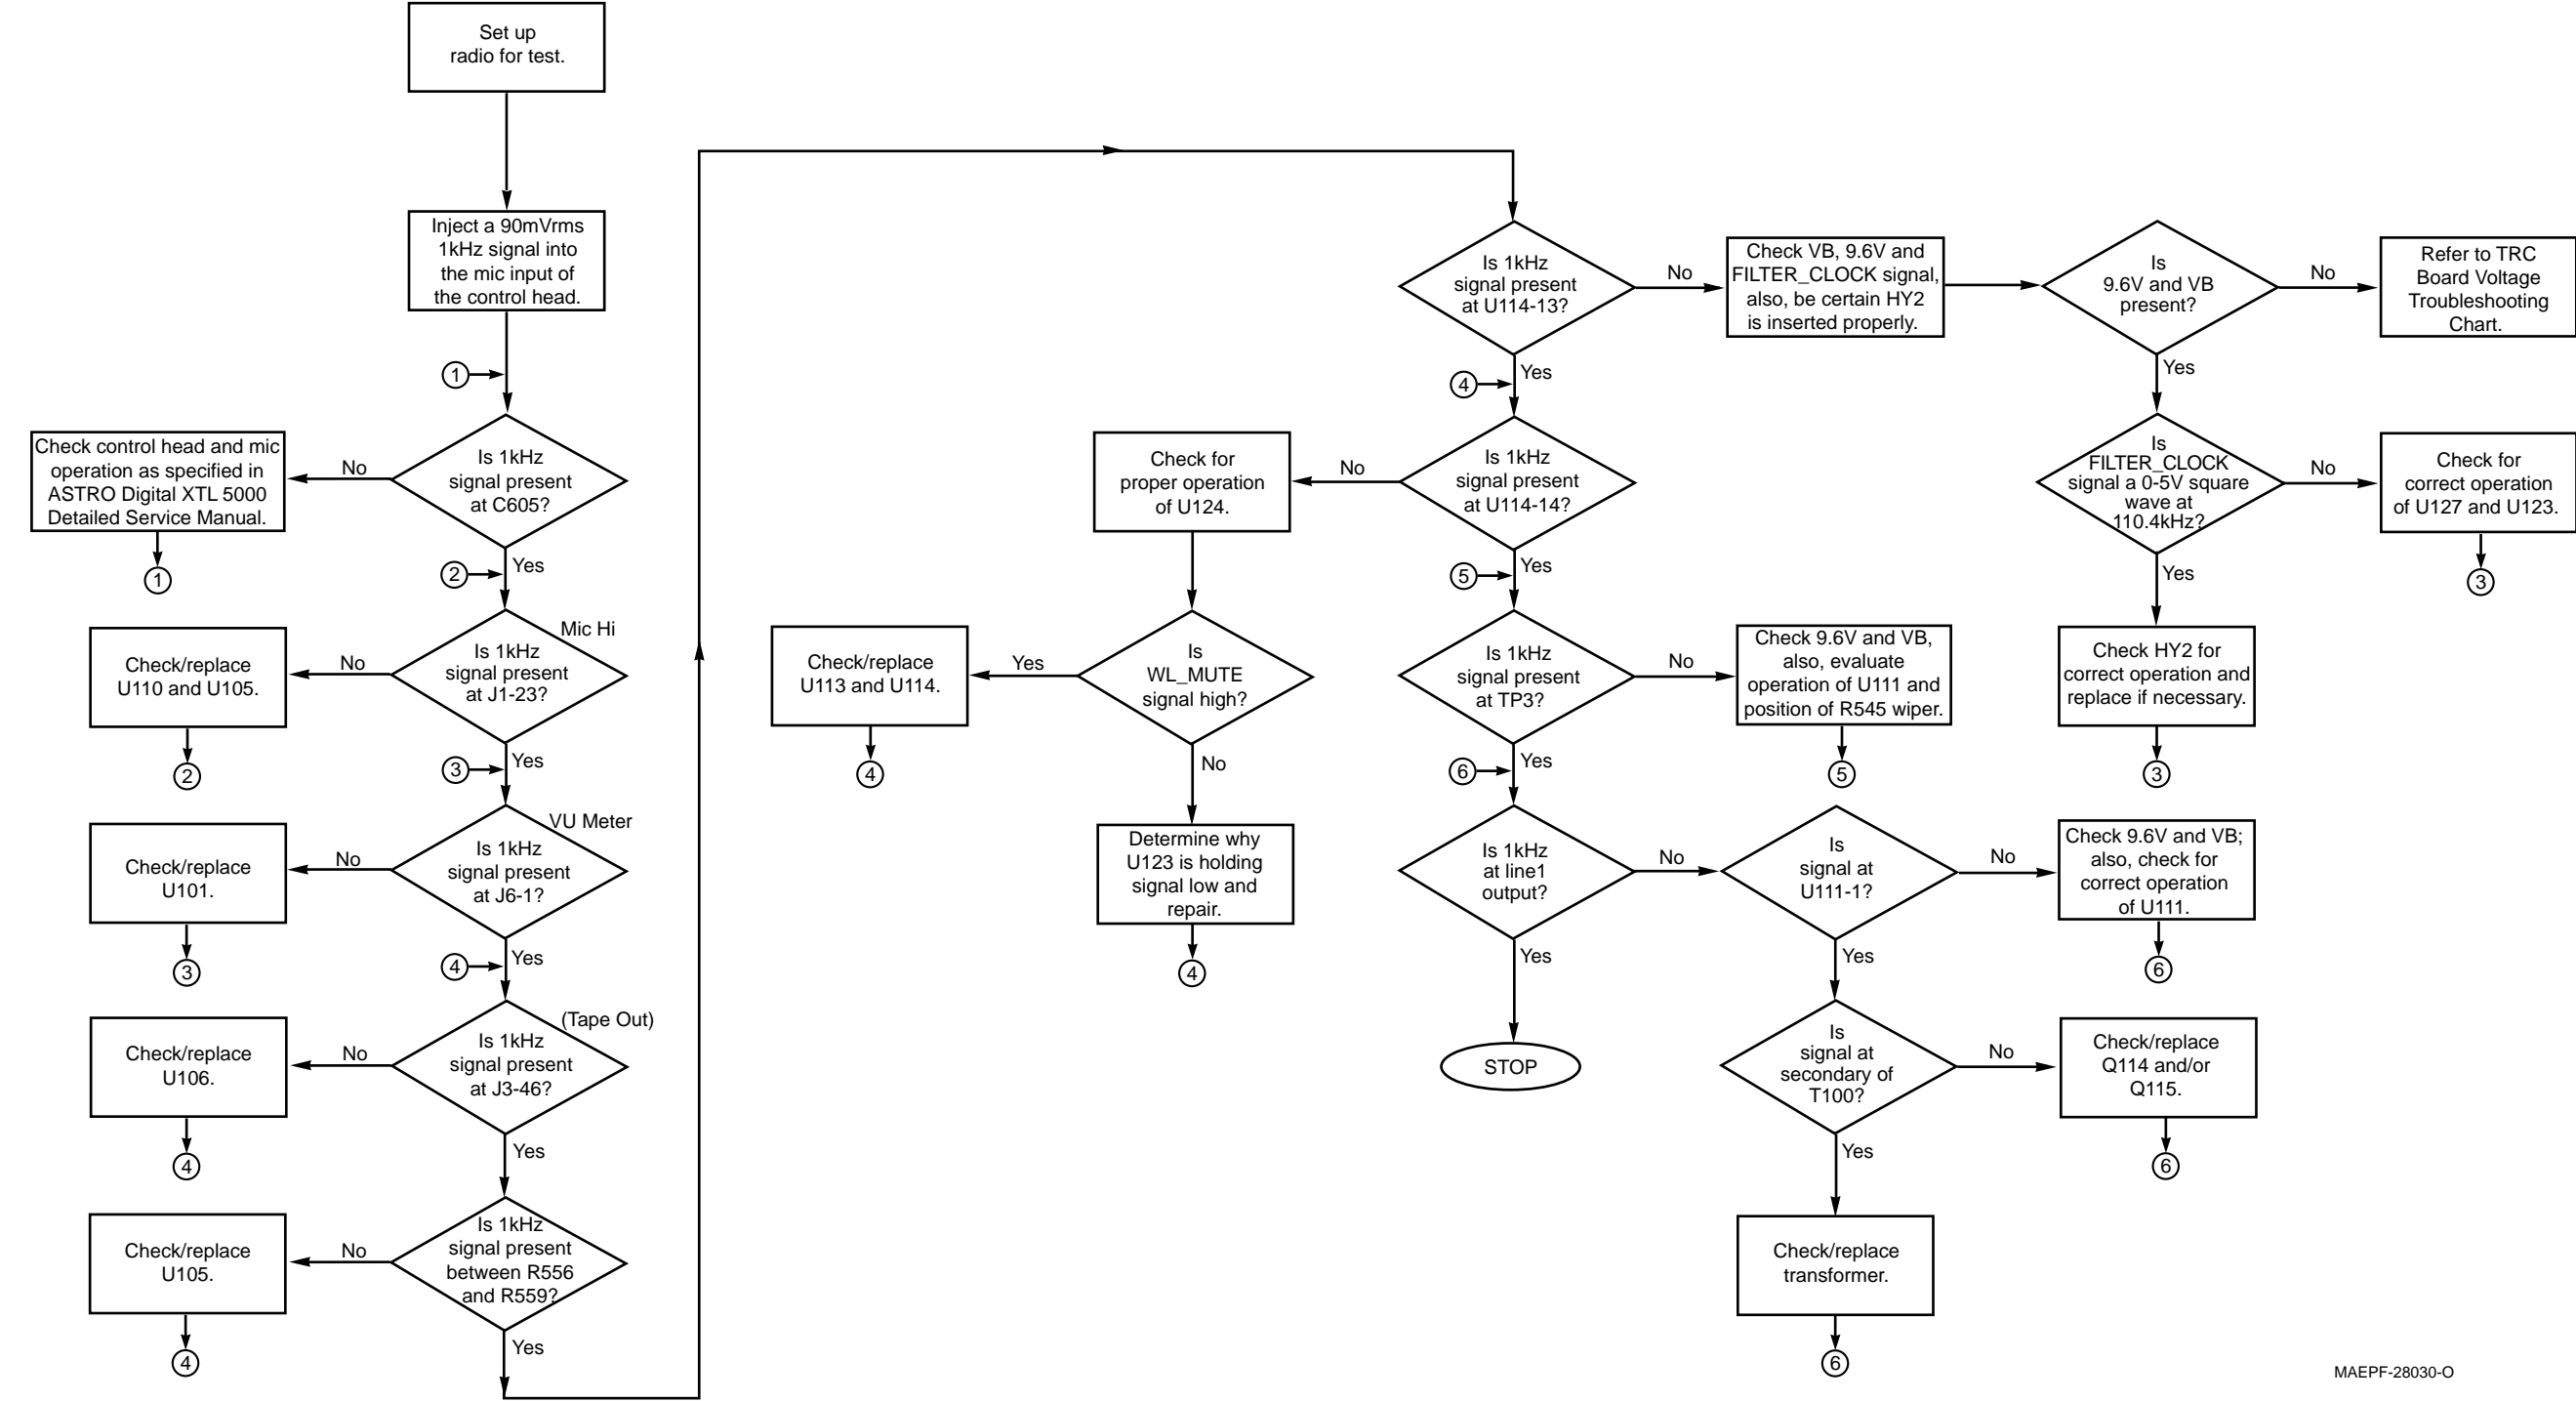 Set up
radio for test.
Inject a 90mVrms
1kHz signal into
the mic input of
the control head.
1
Is 1kHz
signal present
at C605?
No
Check control head and mic
operation as specified in
ASTRO Digital XTL 5000
Detailed Service Manual.
1
Yes
2
Mic Hi
Is 1kHz
signal present
at J1-23?
No
Check/replace
U110 and U105.
2
Yes
3
VU Meter
Is 1kHz
signal present
at J6-1?
No
Check/replace
U101.
3
Yes
4
(Tape Out)
Is 1kHz
signal present
at J3-46?
No
Check/replace
U106.
4
Yes
Is 1kHz
signal present
between R556
and R559?
No
Check/replace
U105.
4
Yes
Is 1kHz
signal present
at U114-13?
No
Check VB, 9.6V and
FILTER_CLOCK signal,
also, be certain HY2
is inserted properly.
Is
9.6V and VB
present?
No
Refer to TRC
Board Voltage
Troubleshooting
Chart.
Yes
Is
FILTER_CLOCK
signal a 0-5V square
wave at
110.4kHz?
No
Check for
correct operation
of U127 and U123.
3
Yes
Check HY2 for
correct operation and
replace if necessary.
3
Yes
4
Is 1kHz
signal present
at U114-14?
No
Check for
proper operation
of U124.
Is
WL_MUTE
signal high?
Yes
Check/replace
U113 and U114.
4
No
Determine why
U123 is holding
signal low and
repair.
4
Yes
5
Is 1kHz
signal present
at TP3?
No
Check 9.6V and VB,
also, evaluate
operation of U111 and
position of R545 wiper.
5
Yes
6
Is 1kHz
at line1
output?
No
Is
signal at
U111-1?
No
Check 9.6V and VB;
also, check for
correct operation
of U111.
6
Yes
Is
signal at
secondary of
T100?
No
Check/replace
Q114 and/or
Q115.
6
Yes
Check/replace
transformer.
6
Yes
STOP
MAEPF-28030-O